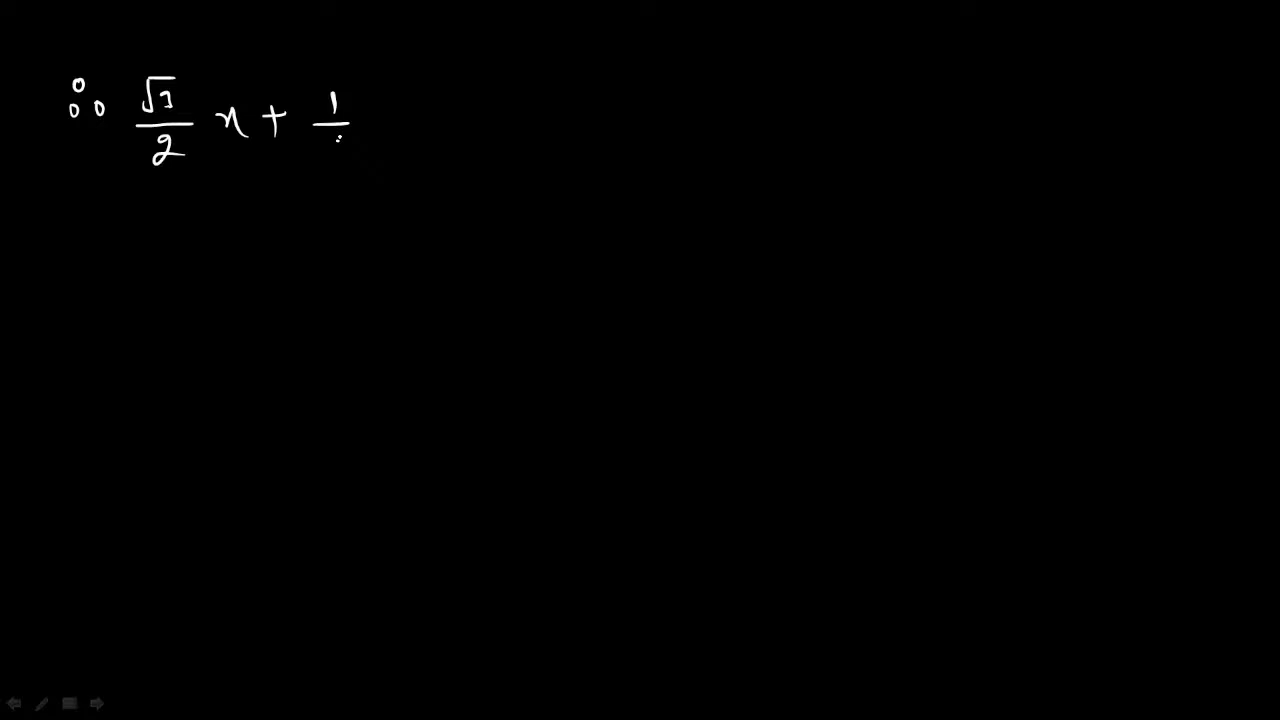 ∴ √3/2 x + 1/